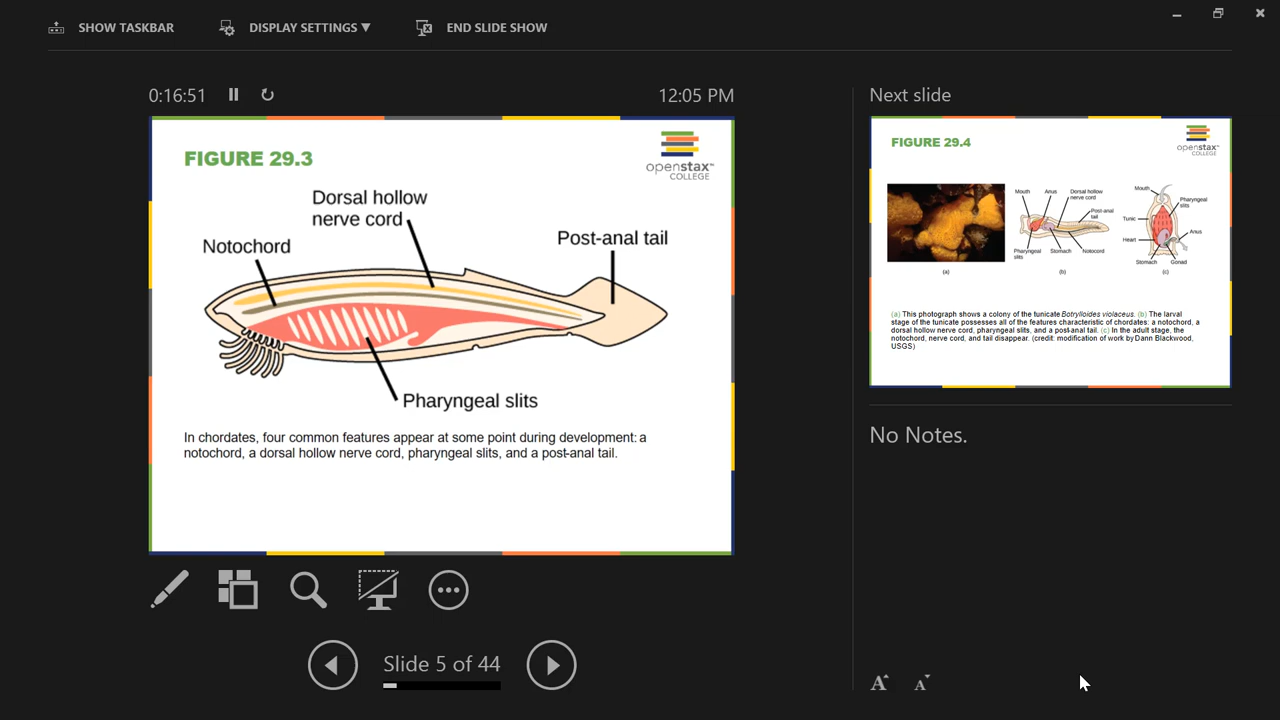 SHOW TASKBAR
DISPLAY SETTINGS ▼
END SLIDE SHOW
0:16:51
12:05 PM
FIGURE 29.3
openstax™
COLLEGE
Dorsal hollow
nerve cord
Notochord
Post-anal tail
Pharyngeal slits
In chordates, four common features appear at some point during development: a
notochord, a dorsal hollow nerve cord, pharyngeal slits, and a post-anal tail.
Slide 5 of 44
Next slide
FIGURE 29.4
openstax™
COLLEGE
Mouth
Anus
Dorsal hollow
nerve cord
Post-anal
tail
Pharyngeal
slits
Stomach
Notocord
Mouth
Pharyngeal
slits
Tunic
Anus
Heart
Stomach
Gonad
(a)
(b)
(c)
(a) This photograph shows a colony of the tunicate Botrylloides violaceus. (b) The larval
stage of the tunicate possesses all of the features characteristic of chordates: a notochord, a
dorsal hollow nerve cord, pharyngeal slits, and a post-anal tail. (c) In the adult stage, the
notochord, nerve cord, and tail disappear. (credit: modification of work by Dann Blackwood,
USGS)
No Notes.
A
A